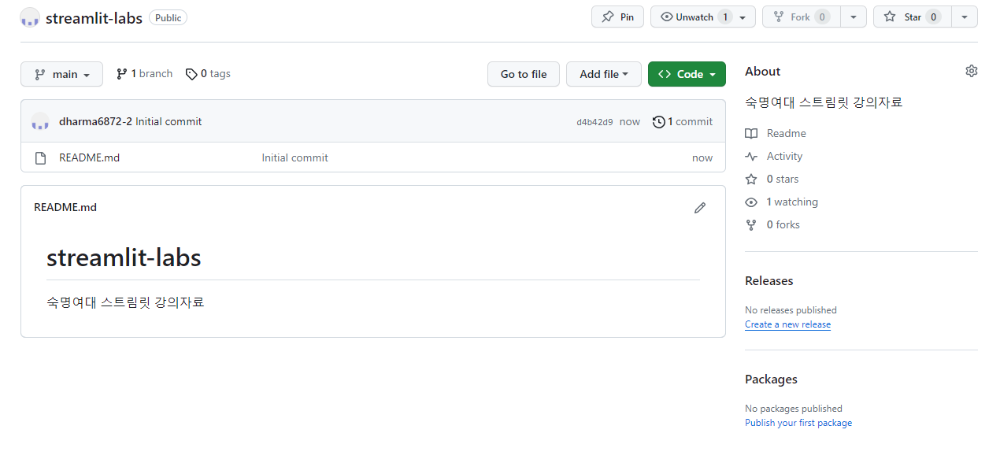 streamlit-labs Public Pin Unwatch 1 Fork 0 Star 0
main 1 branch 0 tags Go to file Add file <> Code
dharma6872-2 Initial commit d4b42d9 now 1 commit
README.md Initial commit now
README.md
streamlit-labs
숙명여대 스트림릿 강의자료
About
숙명여대 스트림릿 강의자료
Readme
Activity
0 stars
1 watching
0 forks
Releases
No releases published
Create a new release
Packages
No packages published
Publish your first package